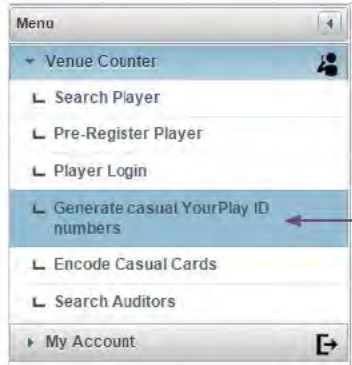 Menu
Venue Counter
Search Player
Pre-Register Player
Player Login
Generate casual YourPlay ID
numbers
Encode Casual Cards
Search Auditors
My Account